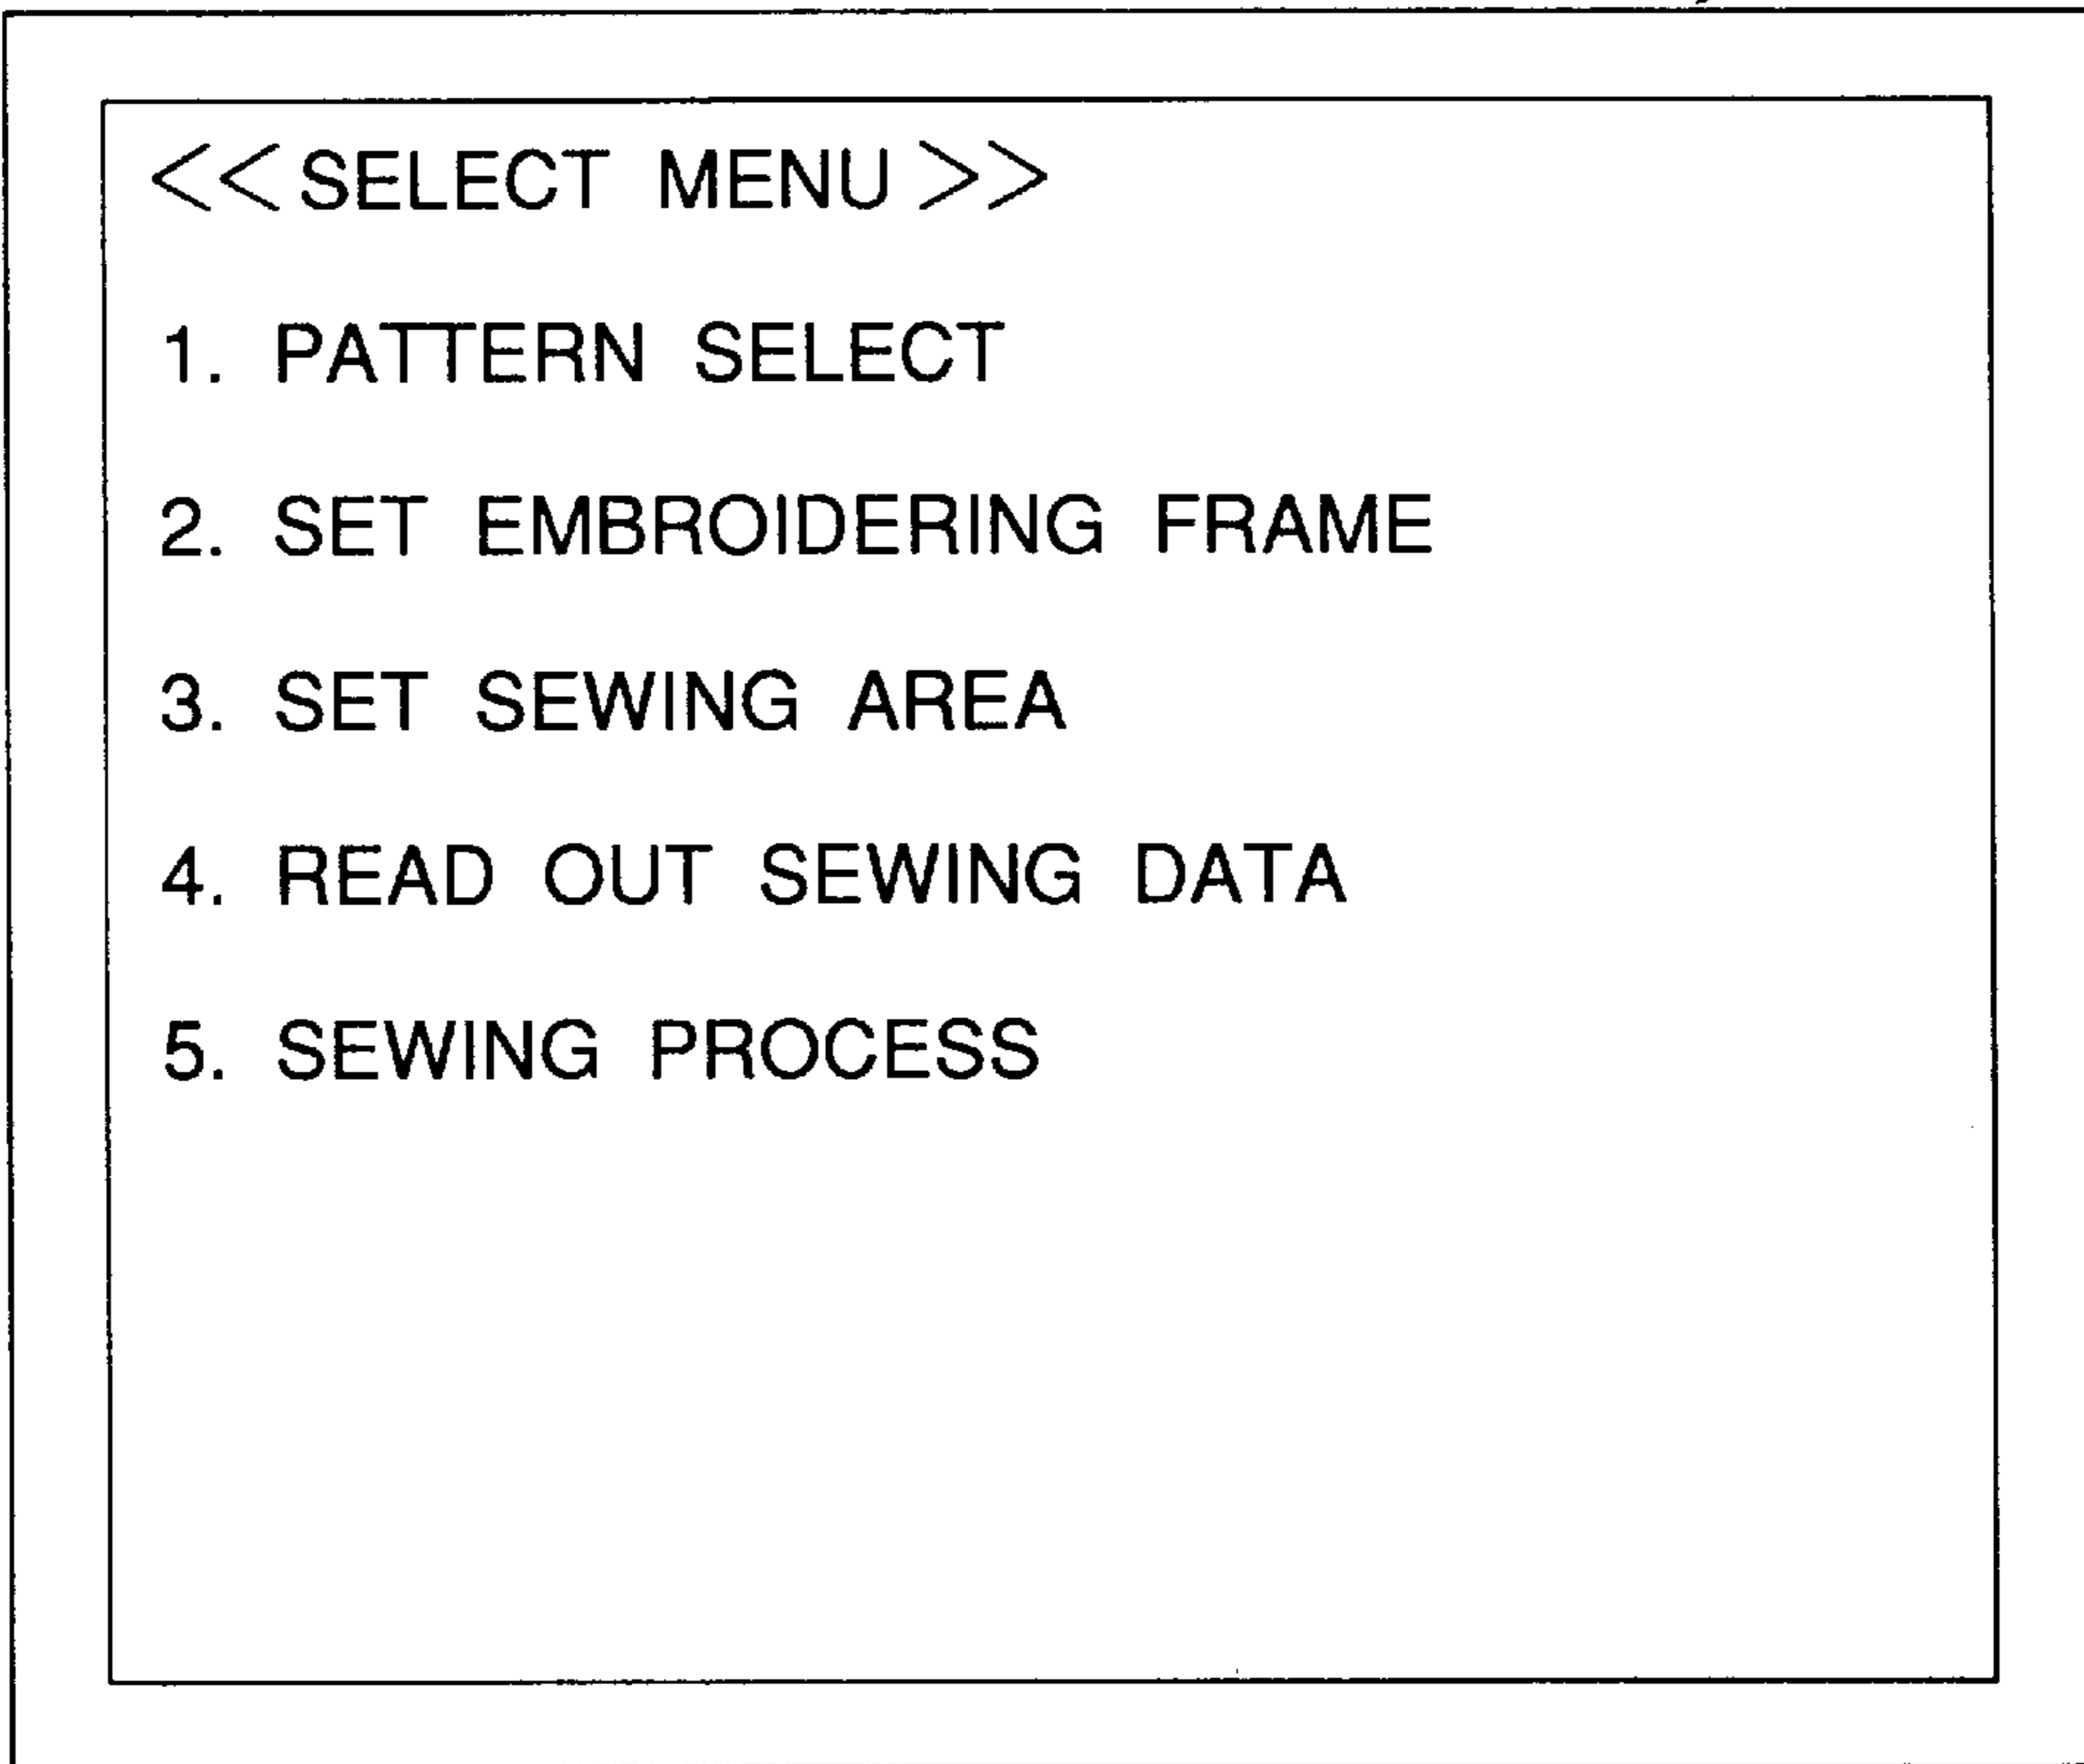 <<SELECT MENU>>
1. PATTERN SELECT
2. SET EMBROIDERING FRAME
3. SET SEWING AREA
4. READ OUT SEWING DATA
5. SEWING PROCESS